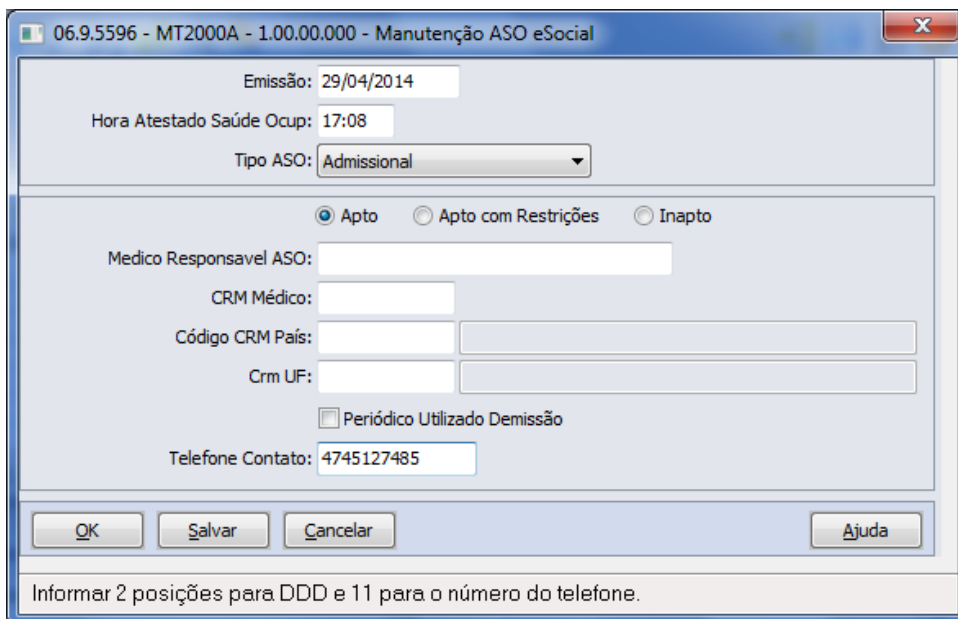 06.9.5596 - MT2000A - 1.00.00.000 - Manutenção ASO eSocial
Emissão: 29/04/2014
Hora Atestado Saúde Ocup: 17:08
Tipo ASO: Admissional
Apto Apto com Restrições Inapto
Medico Responsavel ASO:
CRM Médico:
Código CRM País:
Crm UF:
Periódico Utilizado Demissão
Telefone Contato: 4745127485
OK Salvar Cancelar Ajuda
Informar 2 posições para DDD e 11 para o número do telefone.